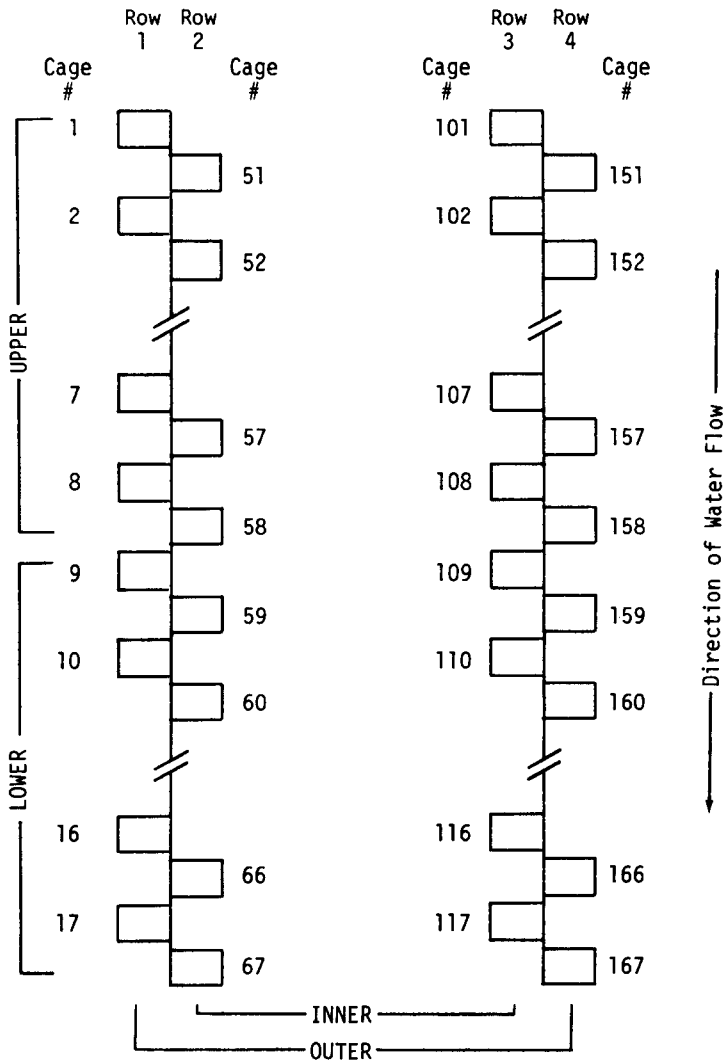 Row Row Row Row
1 2 3 4
Cage Cage Cage Cage
# # # #
1 101
51 151
2 102
52 152
UPPER
7 107
57 157
8 108
58 158
9 109
59 159
10 110
60 160
LOWER
16 116
66 166
17 117
67 167
Direction of Water Flow
INNER
OUTER